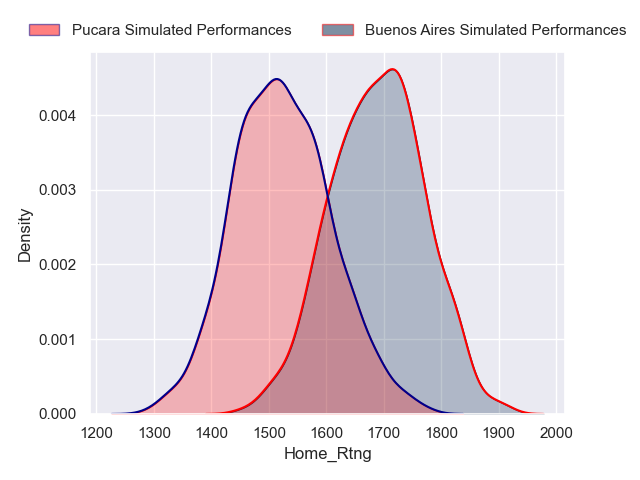 Pucara Simulated Performances Buenos Aires Simulated Performances
0.004
0.003
0.002
0.001
0.000
Density
1200 1300 1400 1500 1600 1700 1800 1900 2000
Home_Rtng